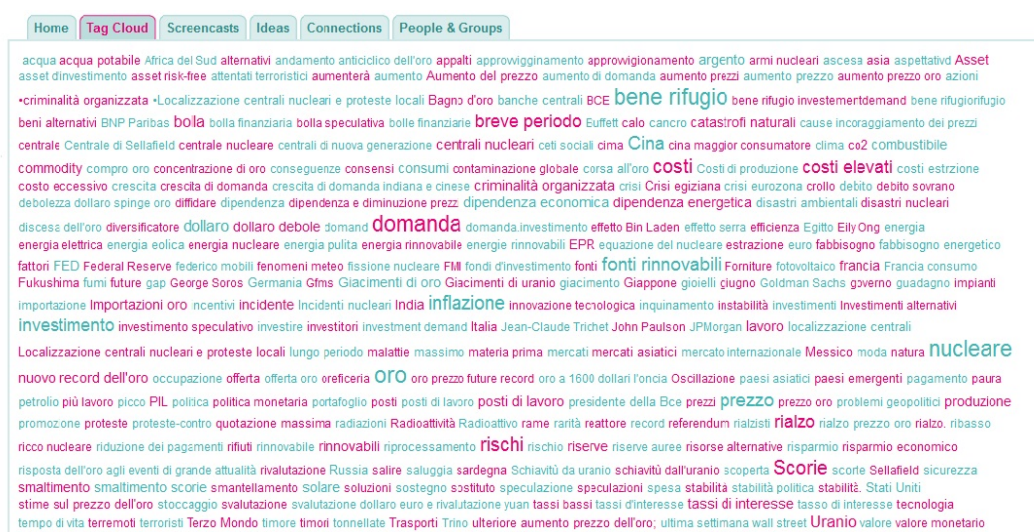 Home Tag Cloud Screencasts Ideas Connections People & Groups
acqua acqua potabile Africa del Sud alternativi andamento anticiclico dell'oro appalti approwigginamento approwigionamento argento armi nucleari ascesa asia aspettativd Asset
asset d'investimento asset risk-free attentati terroristici aumenterà aumento Aumento del prezzo aumento di domanda aumento prezzi aumento prezzo aumento prezzo oro azioni
•criminalità organizzata •Localizzazione centrali nucleari e proteste locali Bagno d'oro banche centrali BCE bene rifugio bene rifugio investementdemand bene rifugiorifugio
beni alternativi BNP Paribas bolla bolla finanziaria bolla speculativa bolle finanziarie breve periodo Euffett calo cancro catastrofi naturali cause incoraggiamento dei prezzi
centrale Centrale di Sellafield centrale nucleare centrali di nuova generazione centrali nucleari ceti sociali cima Cina cina maggior consumatore clima co2 combustibile
commodity compro oro concentrazione di oro conseguenze consensi consumi contaminazione globale corsa all'oro costi Costi di produzione costi elevati costi estrzione
costo eccessivo crescita crescita di domanda crescita di domanda indiana e cinese criminalità organizzata crisi Crisi egiziana crisi eurozona crollo debito debito sovrano
debolezza dollaro spinge oro diffidare dipendenza dipendenza e diminuzione prezz dipendenza economica dipendenza energetica disastri ambientali disastri nucleari
discesa dell'oro diversificatore dollaro dollaro debole domand domanda domanda.investimento effetto Bin Laden effetto serra efficienza Egitto Eily Ong energia
energia elettrica energia eolica energia nucleare energia pulita energia rinnovabile energie rinnovabili EPR equazione del nucleare estrazione euro fabbisogno fabbisogno energetico
fattori FED Federal Reserve federico mobili fenomeni meteo fissione nucleare FMI fondi d'investimento fonti fonti rinnovabili Forniture fotovoltaico francia Francia consumo
Fukushima fumi future gap George Soros Germania Gfms Giacimenti di oro Giacimenti di uranio giacimento Giappone gioielli giugno Goldman Sachs governo guadagno impianti
importazione Importazioni oro incentivi incidente Incidenti nucleari India inflazione innovazione tecnologica inquinamento instabilità investimenti Investimenti alternativi
investimento investimento speculativo investire investitori investment demand Italia Jean-Claude Trichet John Paulson JPMorgan lavoro localizzazione centrali
Localizzazione centrali nucleari e proteste locali lungo periodo malattie massimo materia prima mercati mercati asiatici mercato internazionale Messico moda natura nucleare
nuovo record dell'oro occupazione offerta offerta oro oreficeria oro oro prezzo future record oro a 1600 dollari l'oncia Oscillazione paesi asiatici paesi emergenti pagamento paura
petrolio più lavoro picco PIL politica politica monetaria portafoglio posti posti di lavoro posti di lavoro presidente della Bce prezzi prezzo prezzo oro problemi geopolitici produzione
promozone proteste proteste-contro quotazione massima radiazioni Radioattività Radioattivo rame rarità reattore record referendum rialzisti rialzo rialzo prezzo oro rialzo. ribasso
ricco nucleare riduzione dei pagamenti rifiuti rinnovabile rinnovabili riprocessamento rischi rischio riserve riserve auree risorse alternative risparmio risparmio economico
risposta dell'oro agli eventi di grande attualità rivalutazione Russia salire saluggia sardegna Schiavitù da uranio schiavitù dall'uranio scoperta Scorie scorte Sellafield sicurezza
smaltimento smaltimento scorie smantellamento solare soluzioni sostegno sostituto speculazione speculazioni spesa stabilità stabilità politica stabilità. Stati Uniti
stime sul prezzo dell'oro stoccaggio svalutazione svalutazione dollaro euro e rivalutazione yuan tassi bassi tassi d'interesse tassi di interesse tasso di interesse tecnologia
tempo di vita terremoti terroristi Terzo Mondo timore timori tonnellate Trasporti Trino ulteriore aumento prezzo dell'oro; ultima settimana wall street Uranio valore valore monetario